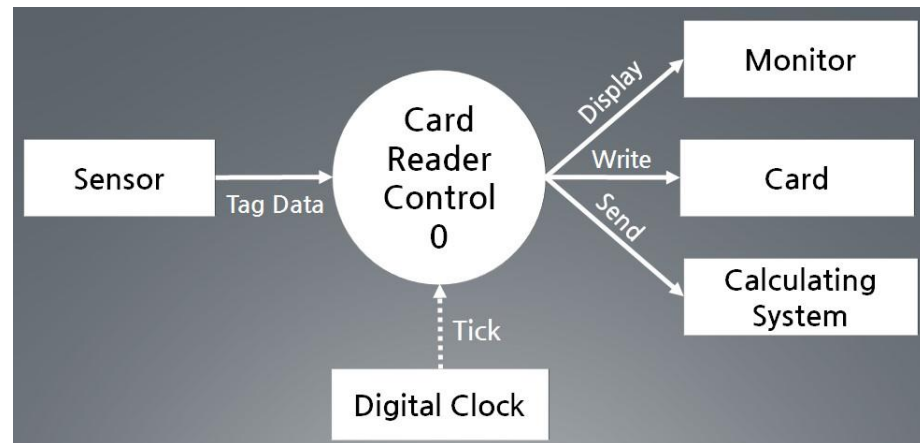 Sensor
Tag Data
Card
Reader
Control
0
Display
Write
Send
Monitor
Card
Calculating
System
Tick
Digital Clock